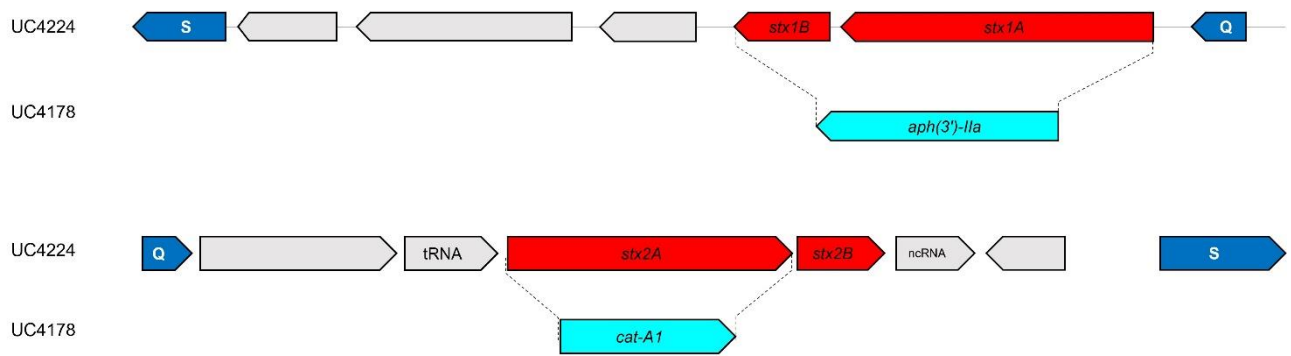 UC4224 S stx1B stx1A Q
UC4178 aph(3')-IIa
UC4224 Q tRNA stx2A stx2B ncRNA S
UC4178 cat-A1